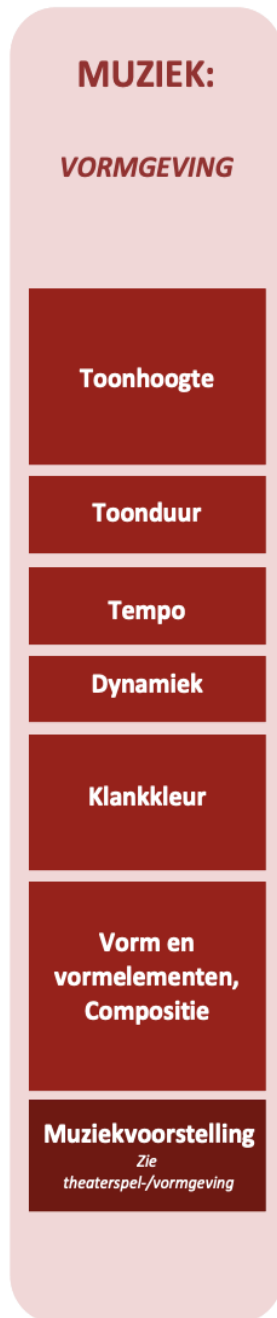 MUZIEK:
VORMGEVING
Toonhoogte
Toonduur
Tempo
Dynamiek
Klankkleur
Vorm en
vormelementen,
Compositie
Muziekvoorstelling
Zie
theaterspel-/vormgeving